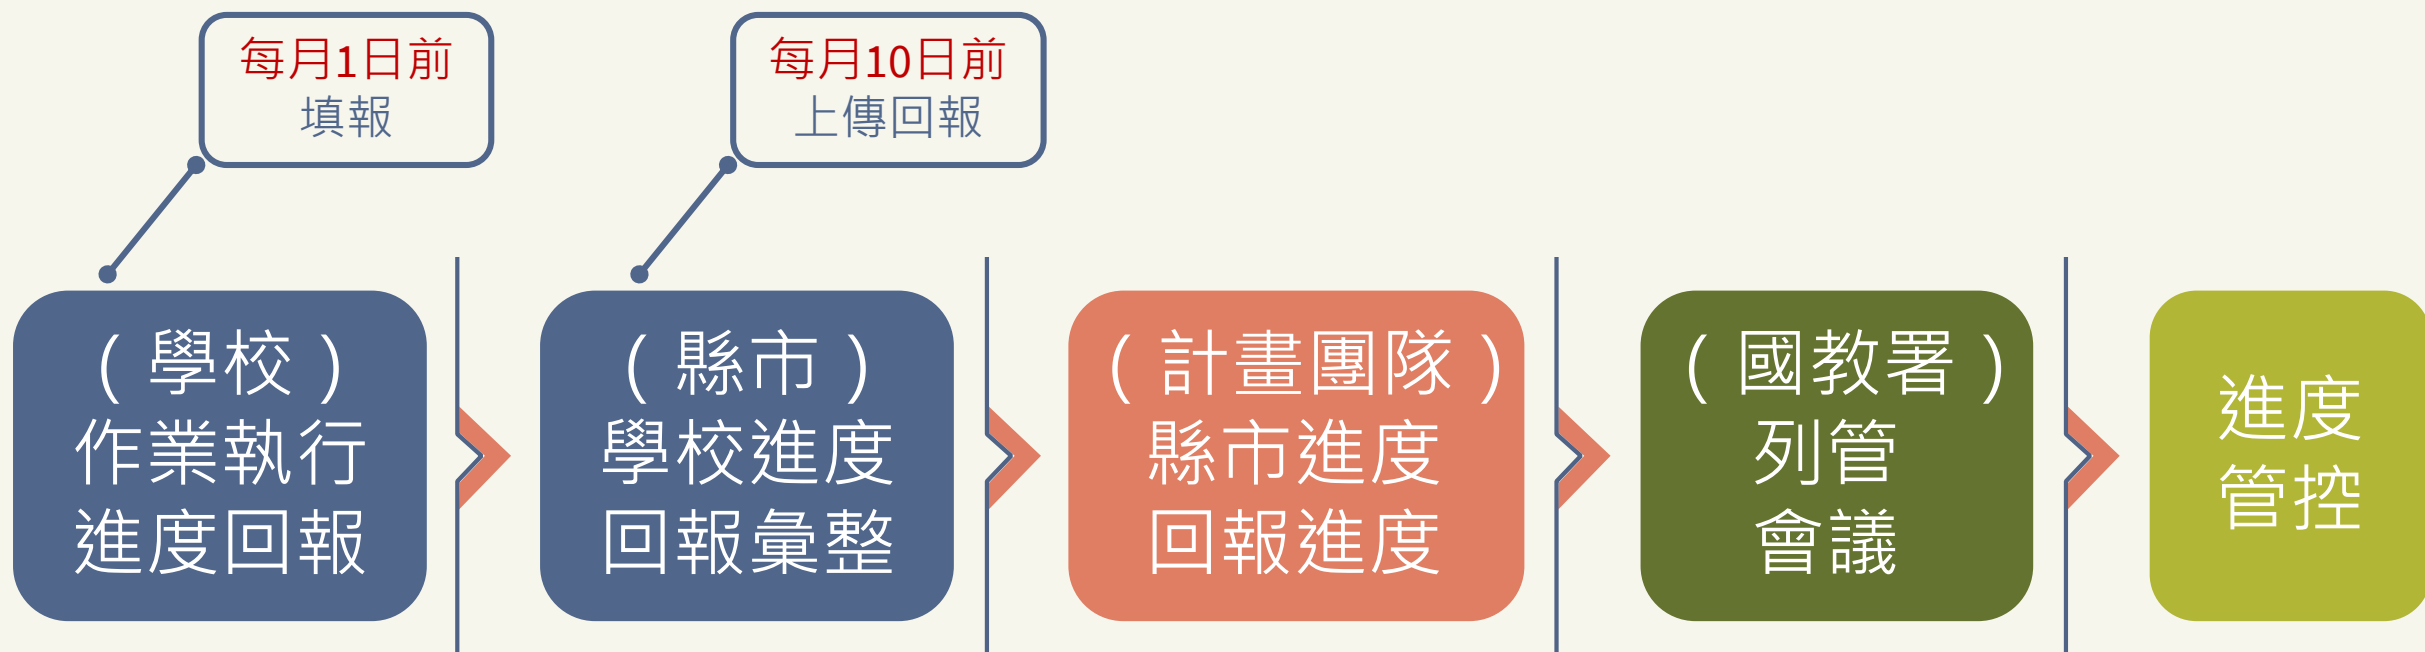 每月1日前
填報
每月10日前
上傳回報
(學校)
作業執行
進度回報
(縣市)
學校進度
回報彙整
(計畫團隊)
縣市進度
回報進度
(國教署)
列管
會議
進度
管控